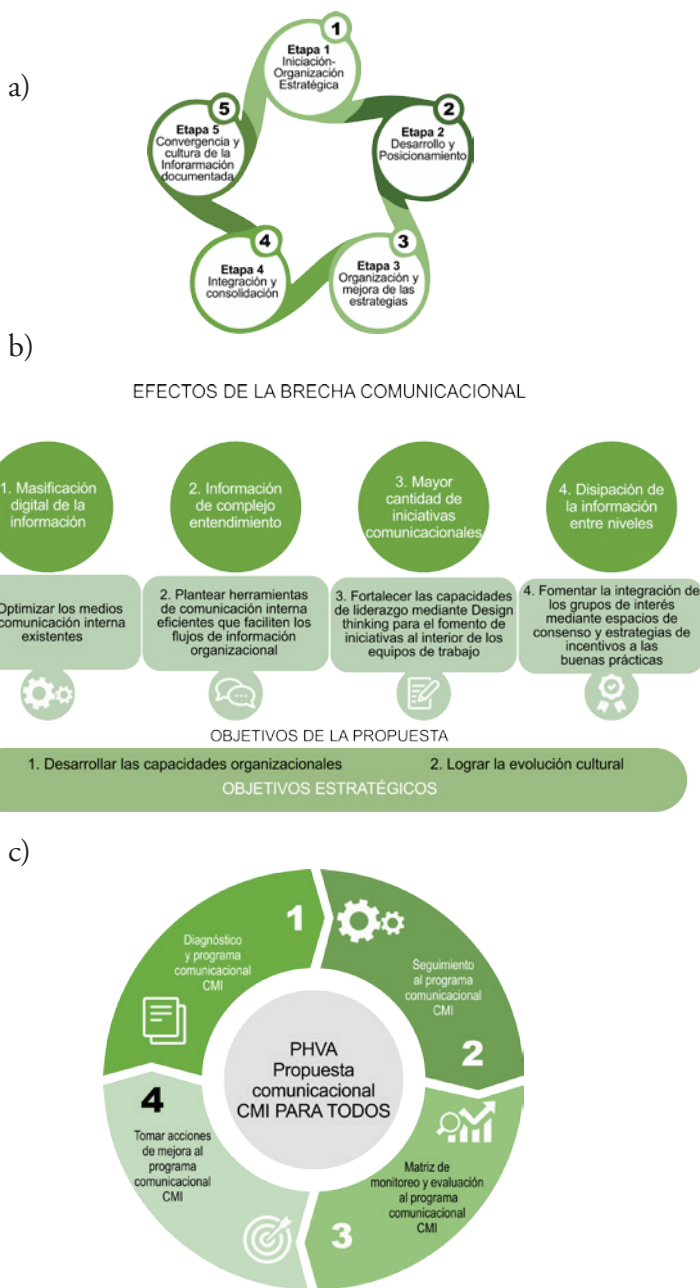 a)
1
Etapa 1
Iniciación-
Organización
Estratégica
2
Etapa 2
Desarrollo y
Posicionamiento
3
Etapa 3
Organización y
mejora de las
estrategias
4
Etapa 4
Integración y
consolidación
5
Etapa 5
Convergencia y
cultura de la
Inforarmación
documentada
b)
EFECTOS DE LA BRECHA COMUNICACIONAL
1. Masificación
digital de la
información
2. Información
de complejo
entendimiento
3. Mayor
cantidad de
iniciativas
comunicacionales
4. Disipación de
la información
entre niveles
Optimizar los medios
comunicación interna
existentes
2. Plantear herramientas
de comunicación interna
eficientes que faciliten los
flujos de información
organizacional
3. Fortalecer las capacidades
de liderazgo mediante Design
thinking para el fomento de
iniciativas al interior de los
equipos de trabajo
4. Fomentar la integración de
los grupos de interés
mediante espacios de
consenso y estrategias de
incentivos a las
buenas prácticas
OBJETIVOS DE LA PROPUESTA
1. Desarrollar las capacidades organizacionales
2. Lograr la evolución cultural
OBJETIVOS ESTRATÉGICOS
c)
1
Diagnóstico
y programa
comunicacional
CMI
Seguimiento
al programa
comunicacional
CMI
2
PHVA
Propuesta
comunicacional
CMI PARA TODOS
Matriz de
monitoreo y evaluación
al programa
comunicacional
CMI
3
4
Tomar acciones
de mejora al
programa
comunicacional
CMI